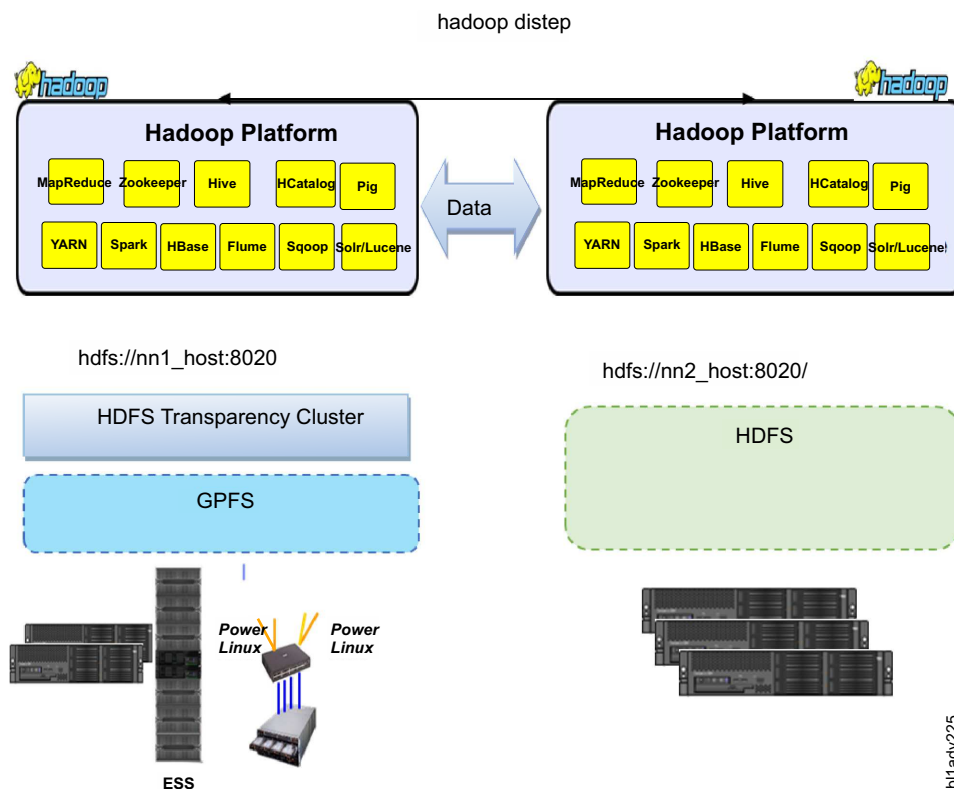 hadoop distep
hadoop
hadoop
Hadoop Platform
MapReduce
Zookeeper
Hive
HCatalog
Pig
YARN
Spark
HBase
Flume
Sqoop
Solr/Lucene
Data
Hadoop Platform
MapReduce
Zookeeper
Hive
HCatalog
Pig
YARN
Spark
HBase
Flume
Sqoop
Solr/Lucene
hdfs://nn1_host:8020
hdfs://nn2_host:8020/
HDFS Transparency Cluster
GPFS
HDFS
Power
Linux
Power
Linux
ESS
bl1adv225